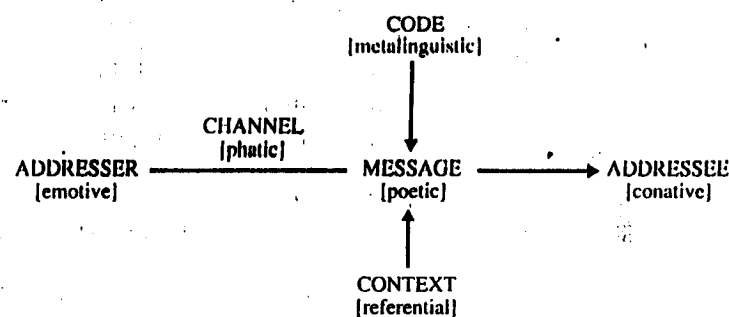 CODE
[metalinguistic]
CHANNEL
[phatic]
ADDRESSER
[emotive]
MESSAGE
[poetic]
ADDRESSEE
[conative]
CONTEXT
[referential]